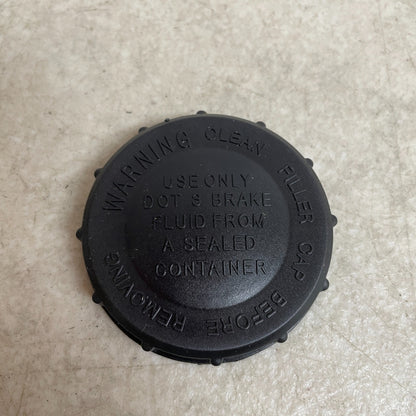 WARNING CLEAN FILLER CAP BEFORE REMOVING
USE ONLY
DOT 3 BRAKE
FLUID FROM
A SEALED
CONTAINER